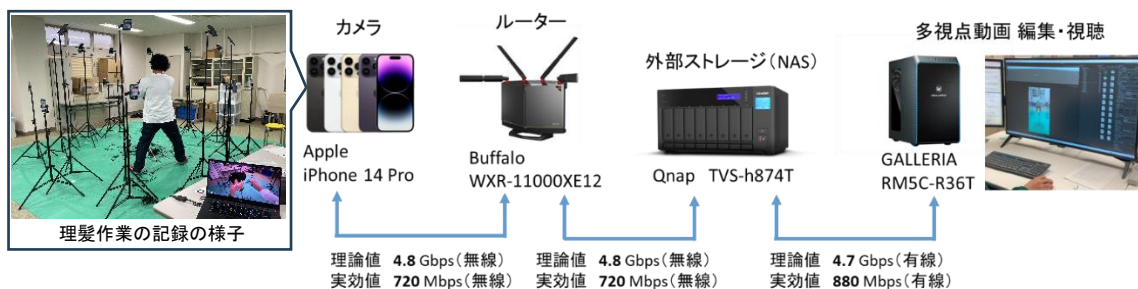 カメラ
ルーター
外部ストレージ(NAS)
多視点動画 編集・視聴
Apple
iPhone 14 Pro
Buffalo
WXR-11000XE12
Qnap TVS-h874T
GALLERIA
RM5C-R36T
理髪作業の記録の様子
理論値 4.8 Gbps(無線)
実効値 720 Mbps(無線)
理論値 4.8 Gbps(無線)
実効値 720 Mbps(無線)
理論値 4.7 Gbps(有線)
実効値 880 Mbps(有線)